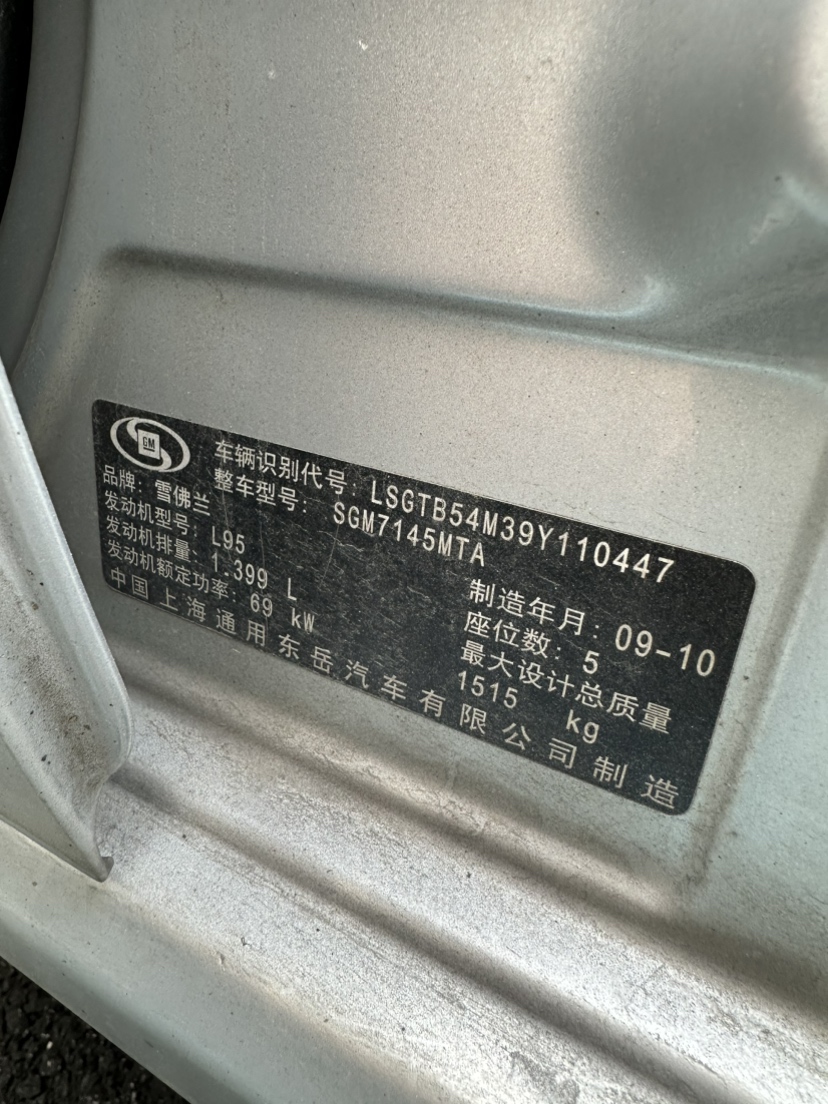 GM
车辆识别代号: LSGTB54M39Y110447
品牌: 雪佛兰
整车型号: SGM7145MTA
发动机型号: L95
制造年月: 09-10
发动机排量: 1.399 L
座位数: 5
发动机额定功率: 69 kW
最大设计总质量
1515 kg
中国上海通用东岳汽车有限公司制造